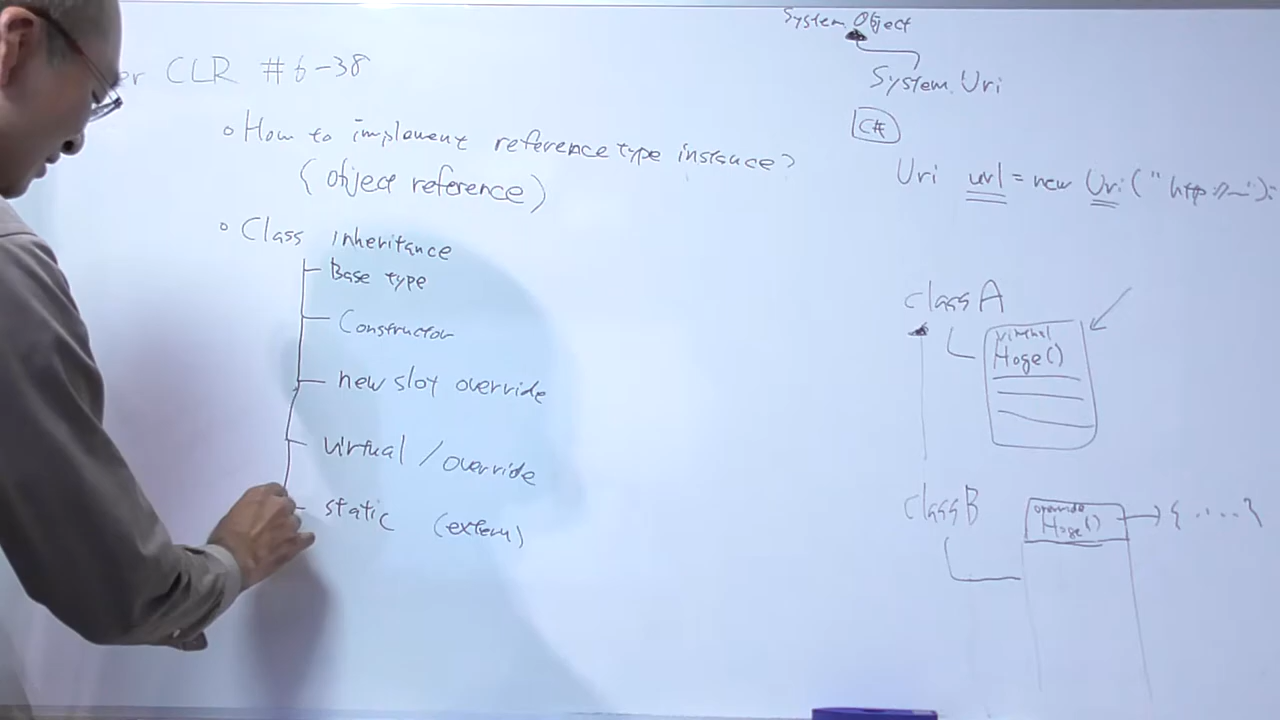 er CLR #6-38
○ How to implement reference type instance?
(object reference)
○ Class inheritance
Base type
Constructor
new slot override
virtual / override
static (extern)
System.Object
System.Uri
C#
Uri url = new Uri("http://~");
class A
virtual
Hoge()
class B
override
Hoge() → { ..... }